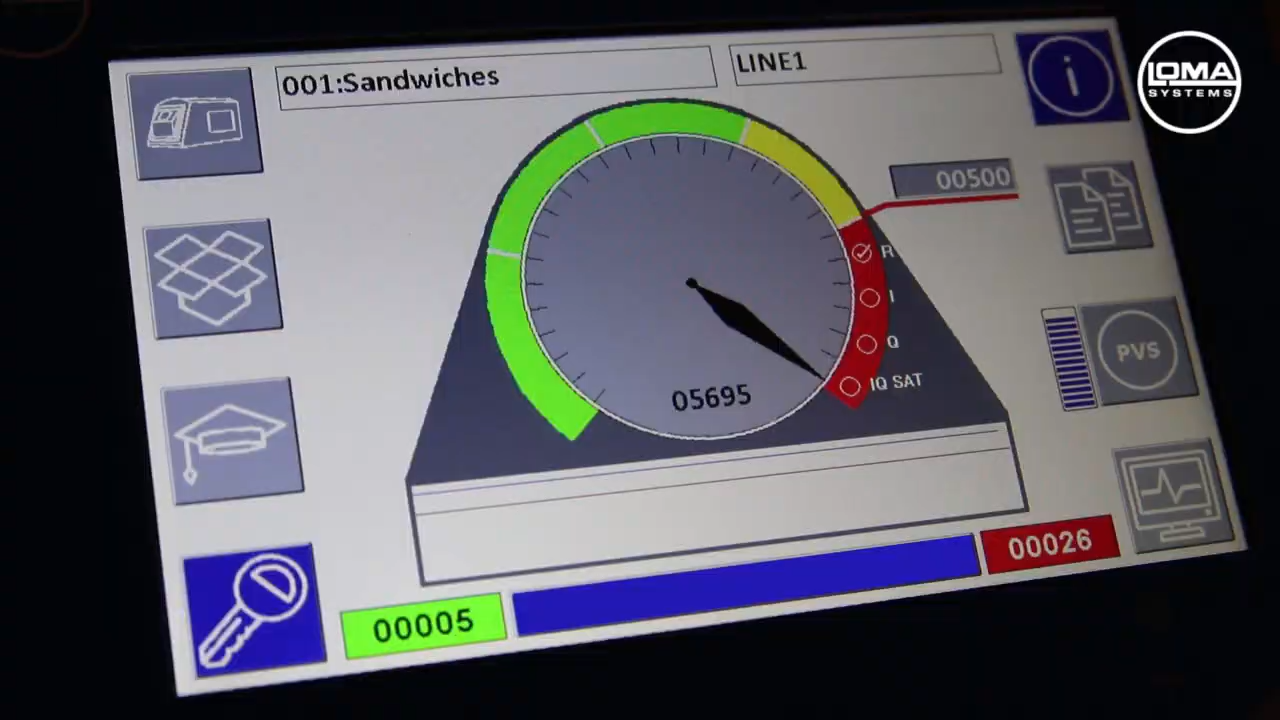 001:Sandwiches
LINE1
i
LOMA
SYSTEMS
00500
R
I
Q
IQ SAT
PVS
05695
00026
00005